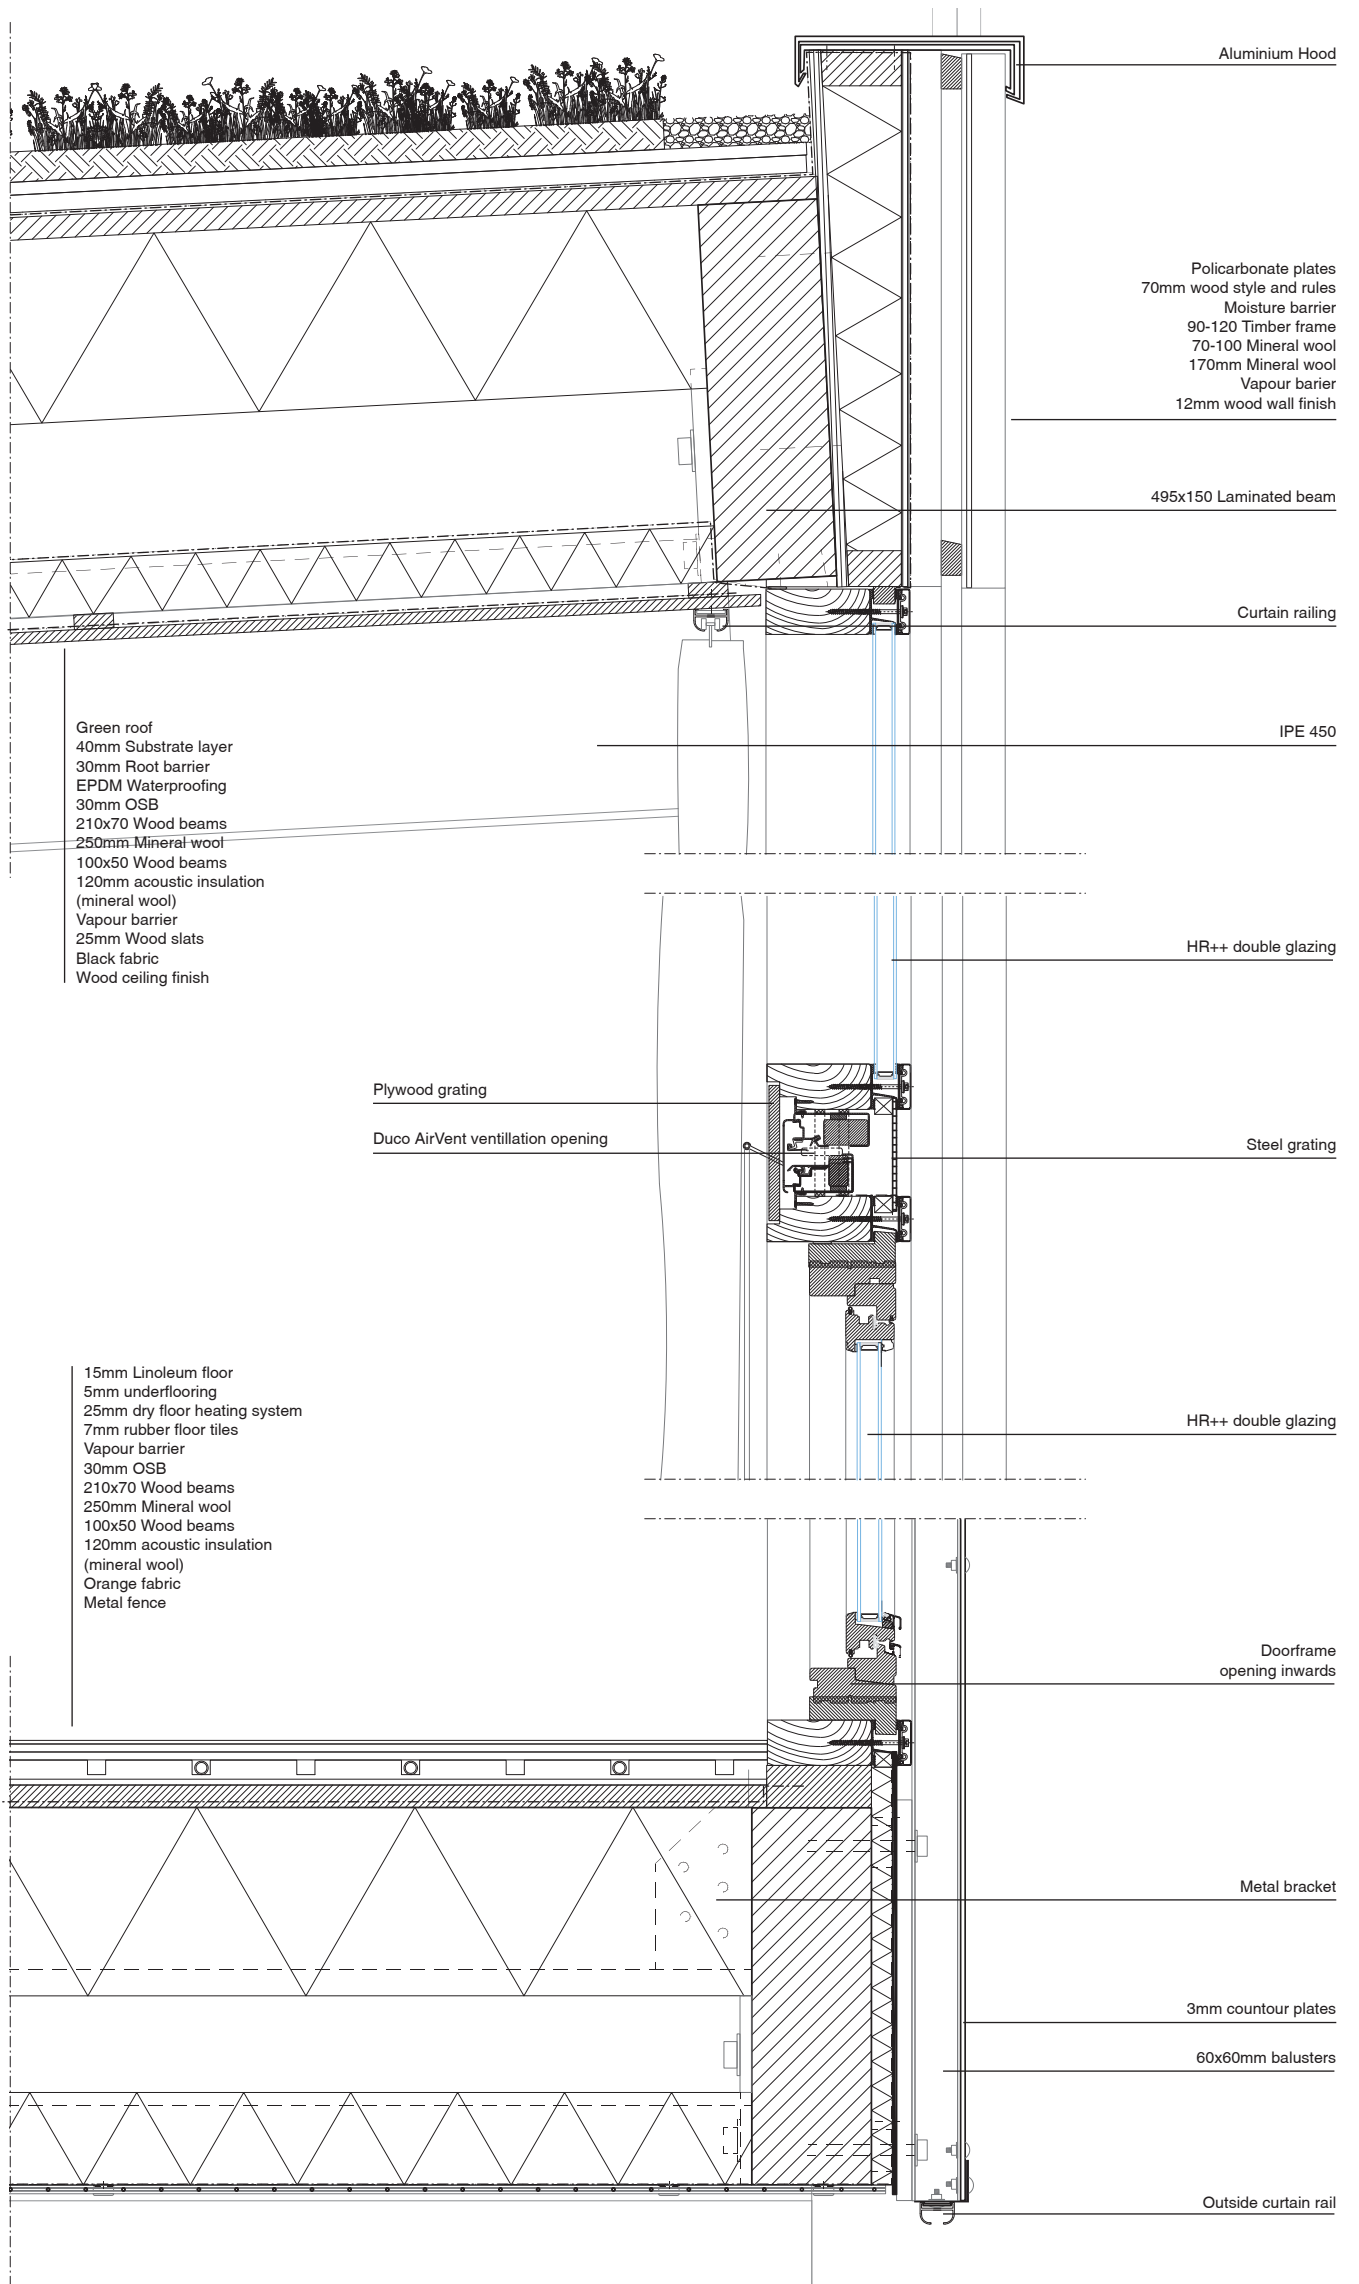 Aluminium Hood
Policarbonate plates
70mm wood style and rules
Moisture barrier
90-120 Timber frame
70-100 Mineral wool
170mm Mineral wool
Vapour barier
12mm wood wall finish
495x150 Laminated beam
Curtain railing
IPE 450
Green roof
40mm Substrate layer
30mm Root barrier
EPDM Waterproofing
30mm OSB
210x70 Wood beams
250mm Mineral wool
100x50 Wood beams
120mm acoustic insulation
(mineral wool)
Vapour barrier
25mm Wood slats
Black fabric
Wood ceiling finish
HR++ double glazing
Plywood grating
Duco AirVent ventillation opening
Steel grating
15mm Linoleum floor
5mm underflooring
25mm dry floor heating system
7mm rubber floor tiles
Vapour barrier
30mm OSB
210x70 Wood beams
250mm Mineral wool
100x50 Wood beams
120mm acoustic insulation
(mineral wool)
Orange fabric
Metal fence
HR++ double glazing
Doorframe
opening inwards
Metal bracket
3mm countour plates
60x60mm balusters
Outside curtain rail